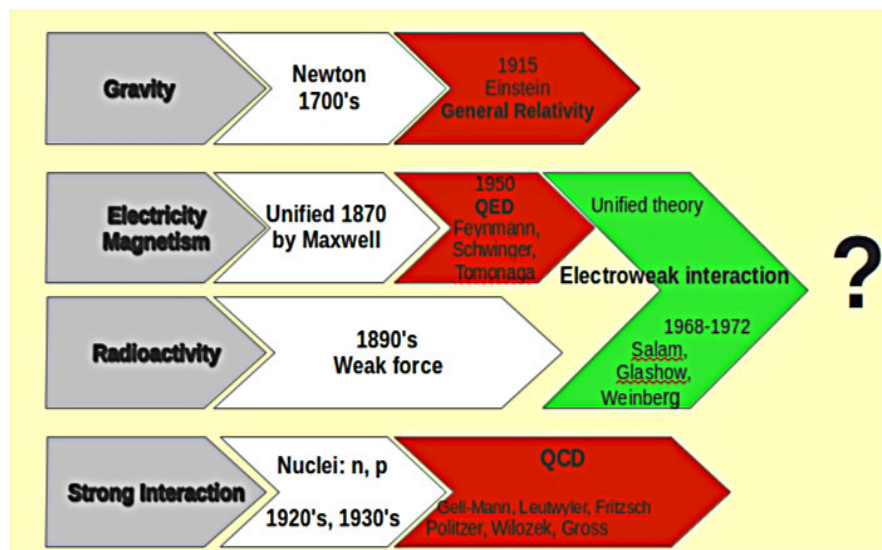 Gravity
Newton
1700's
1915
Einstein
General Relativity
Electricity
Magnetism
Unified 1870
by Maxwell
1950
QED
Feynmann,
Schwinger,
Tomonaga
Unified theory
Electroweak interaction
1968-1972
Salam,
Glashow,
Weinberg
Radioactivity
1890's
Weak force
?
Strong Interaction
Nuclei: n, p
1920's, 1930's
QCD
Gell-Mann, Leutwyler, Fritzsch
Politzer, Wilozek, Gross